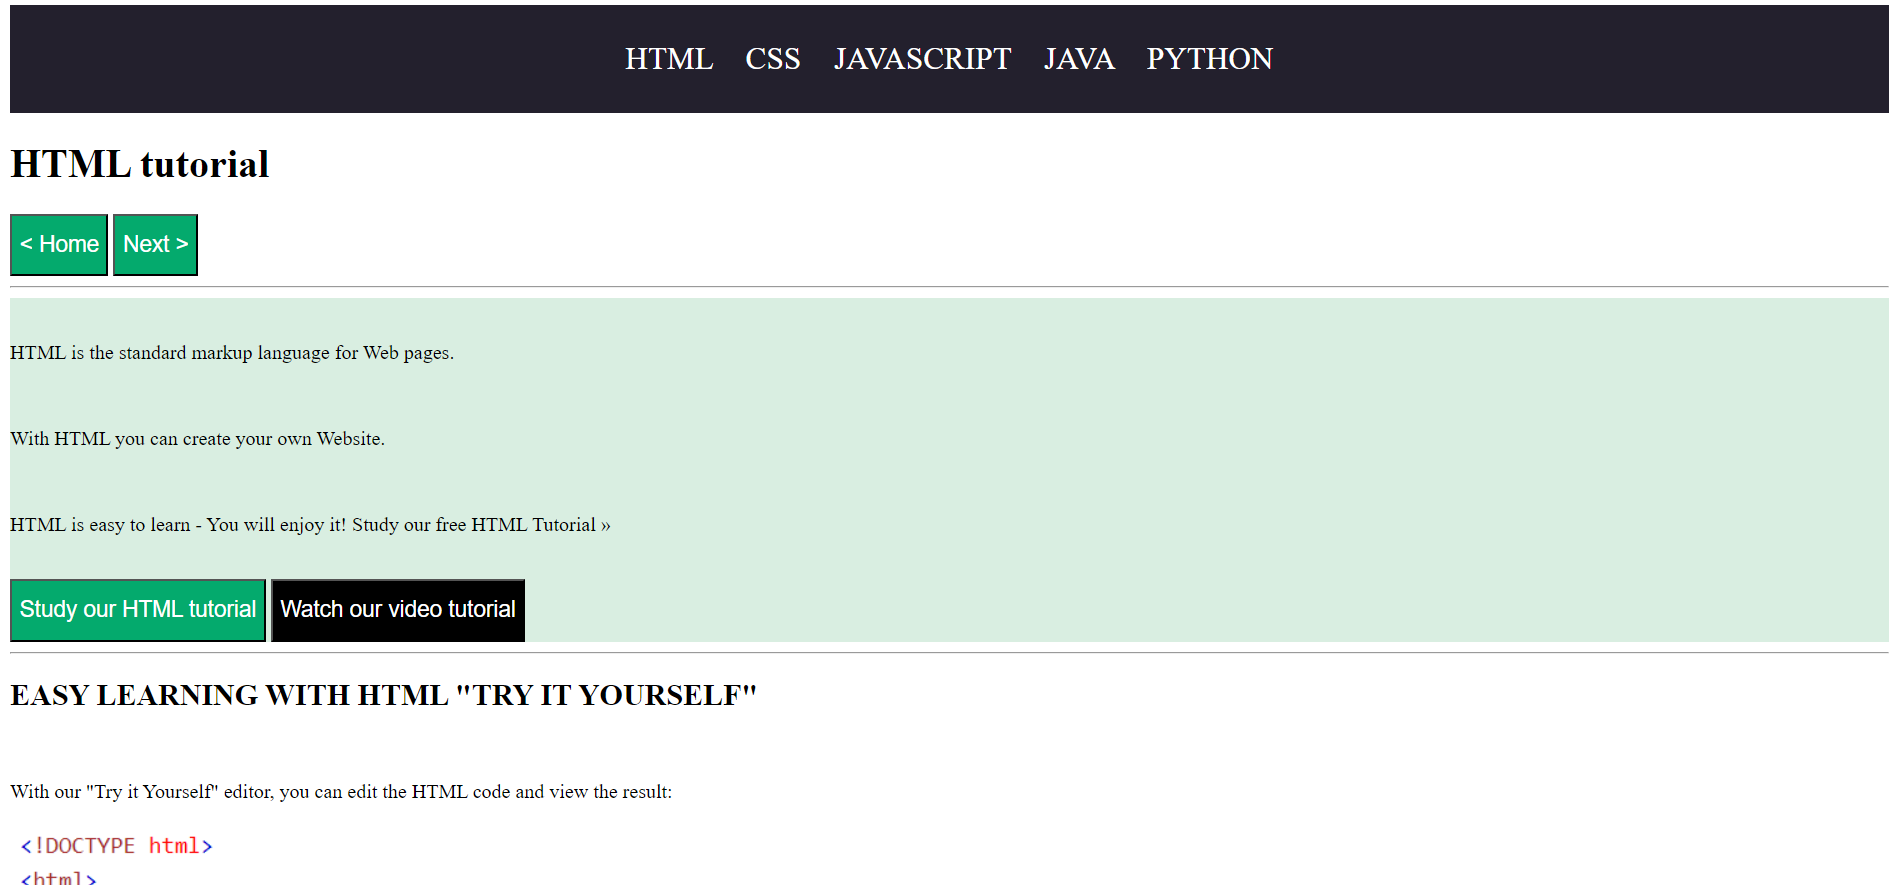 HTML CSS JAVASCRIPT JAVA PYTHON
HTML tutorial
< Home Next >
HTML is the standard markup language for Web pages.
With HTML you can create your own Website.
HTML is easy to learn - You will enjoy it! Study our free HTML Tutorial »
Study our HTML tutorial Watch our video tutorial
EASY LEARNING WITH HTML "TRY IT YOURSELF"
With our "Try it Yourself" editor, you can edit the HTML code and view the result:
<!DOCTYPE html>
<html>